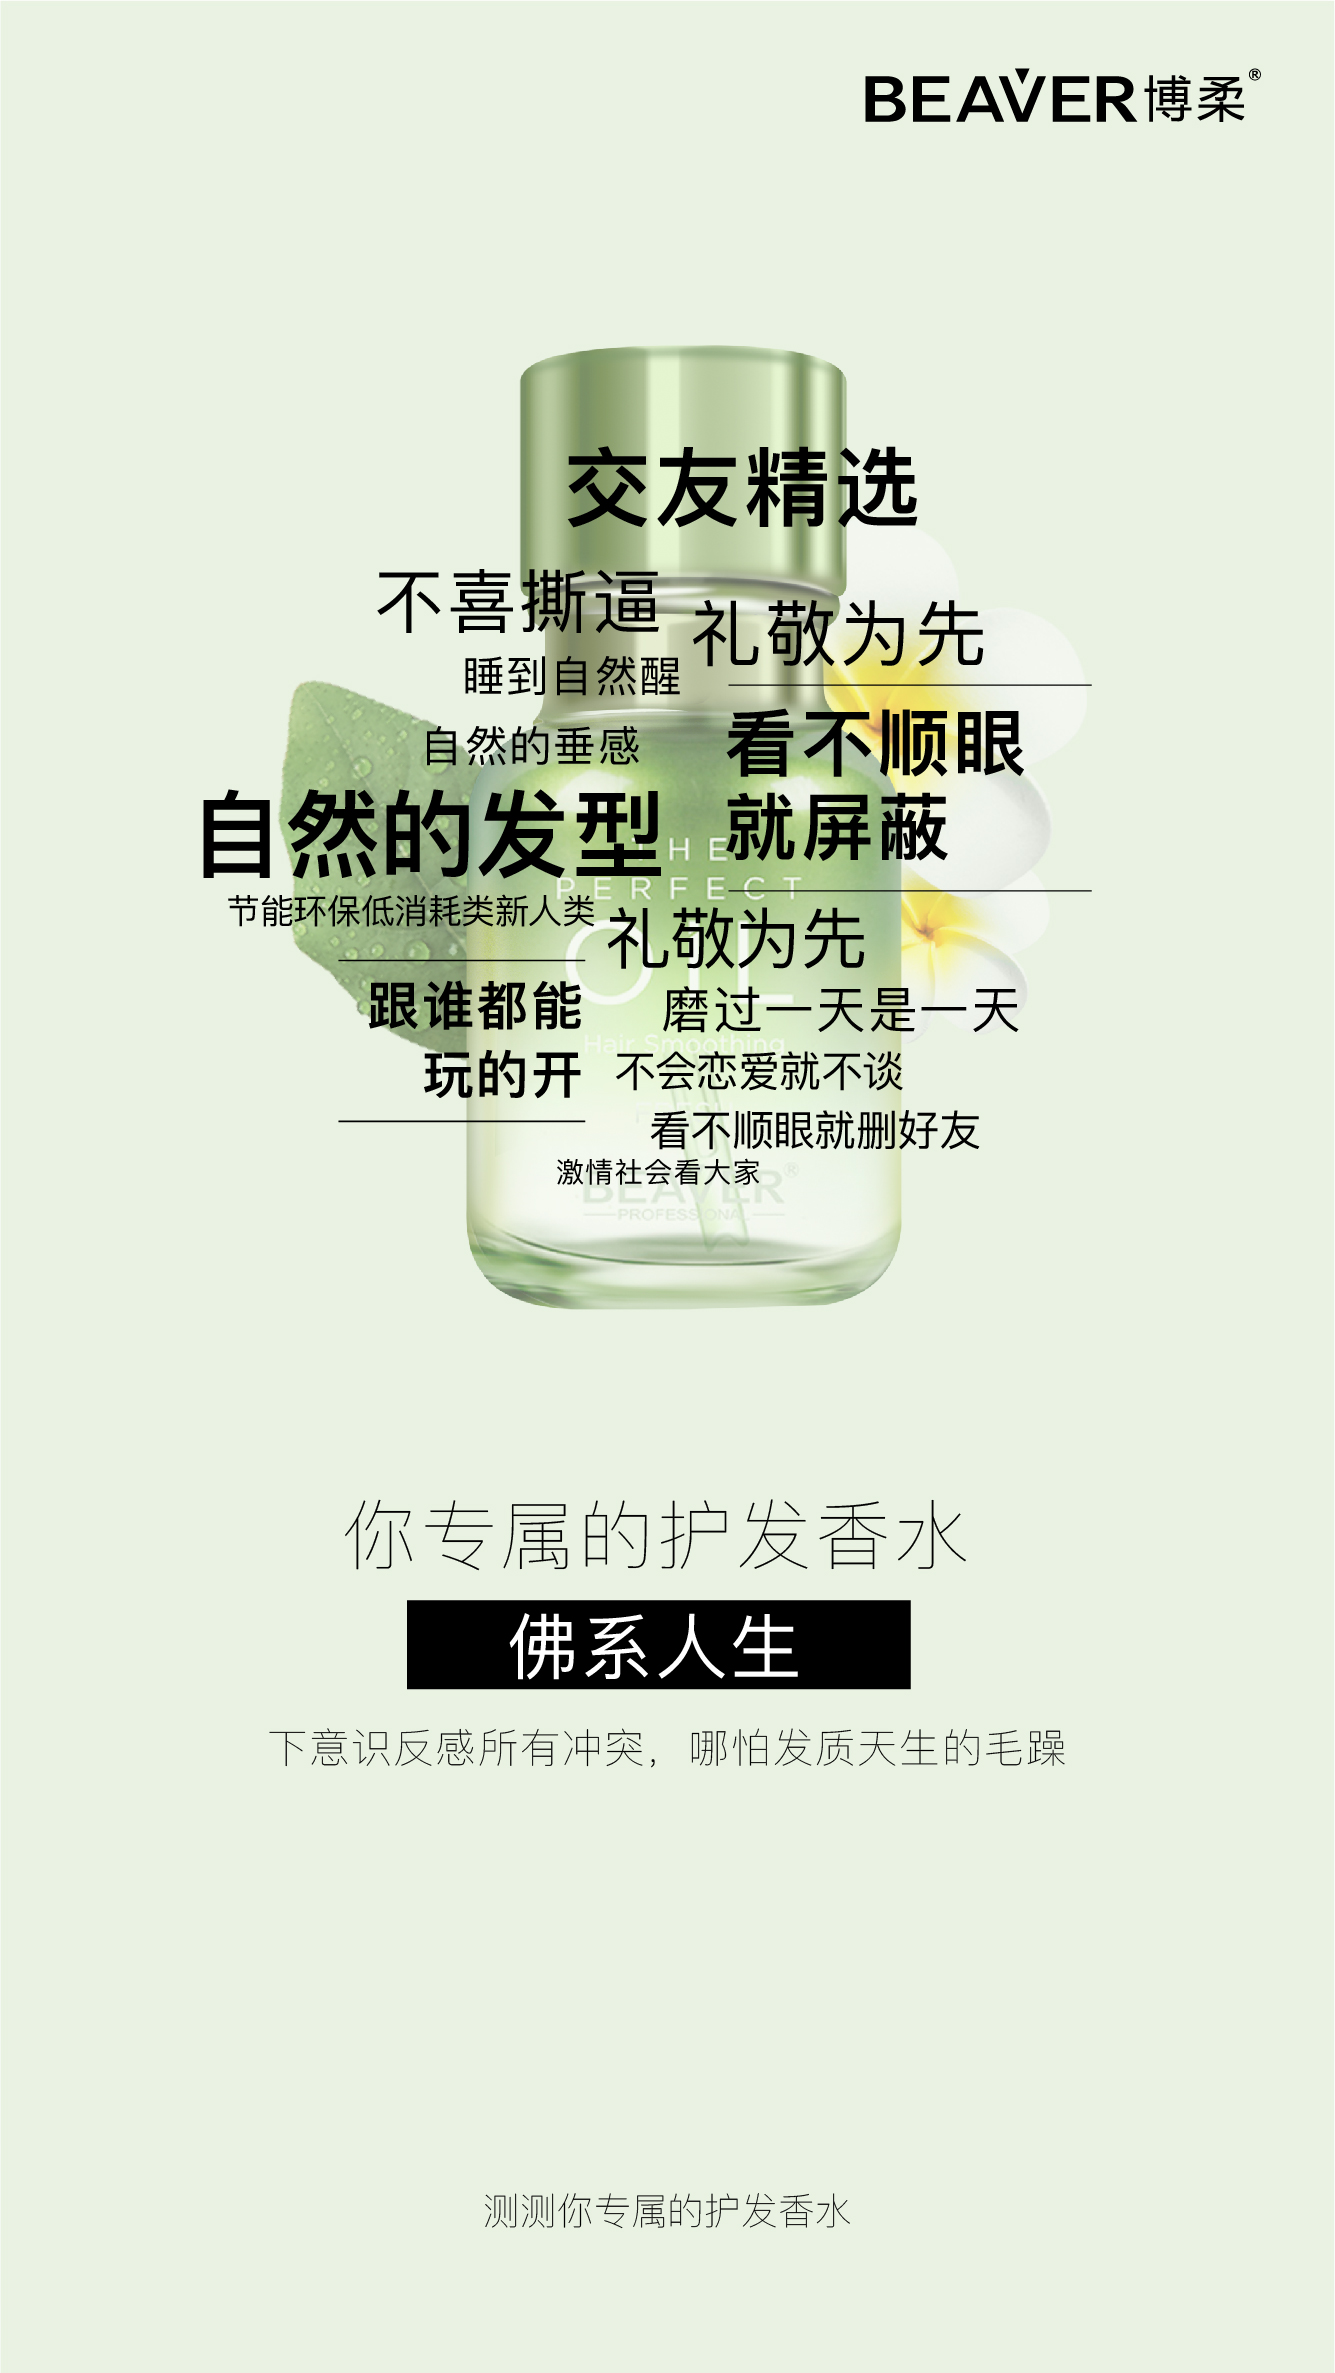 BEAVER博柔®
交友精选
不喜撕逼
礼敬为先
睡到自然醒
自然的垂感
看不顺眼
就屏蔽
自然的发型
节能环保低消耗类新人类
礼敬为先
跟谁都能
玩的开
磨过一天是一天
不会恋爱就不谈
看不顺眼就删好友
激情社会看大家
THE
PERFECT
OIL
Hair Smoothing
BEAVER®
PROFESSIONAL
你专属的护发香水
佛系人生
下意识反感所有冲突，哪怕发质天生的毛躁
测测你专属的护发香水